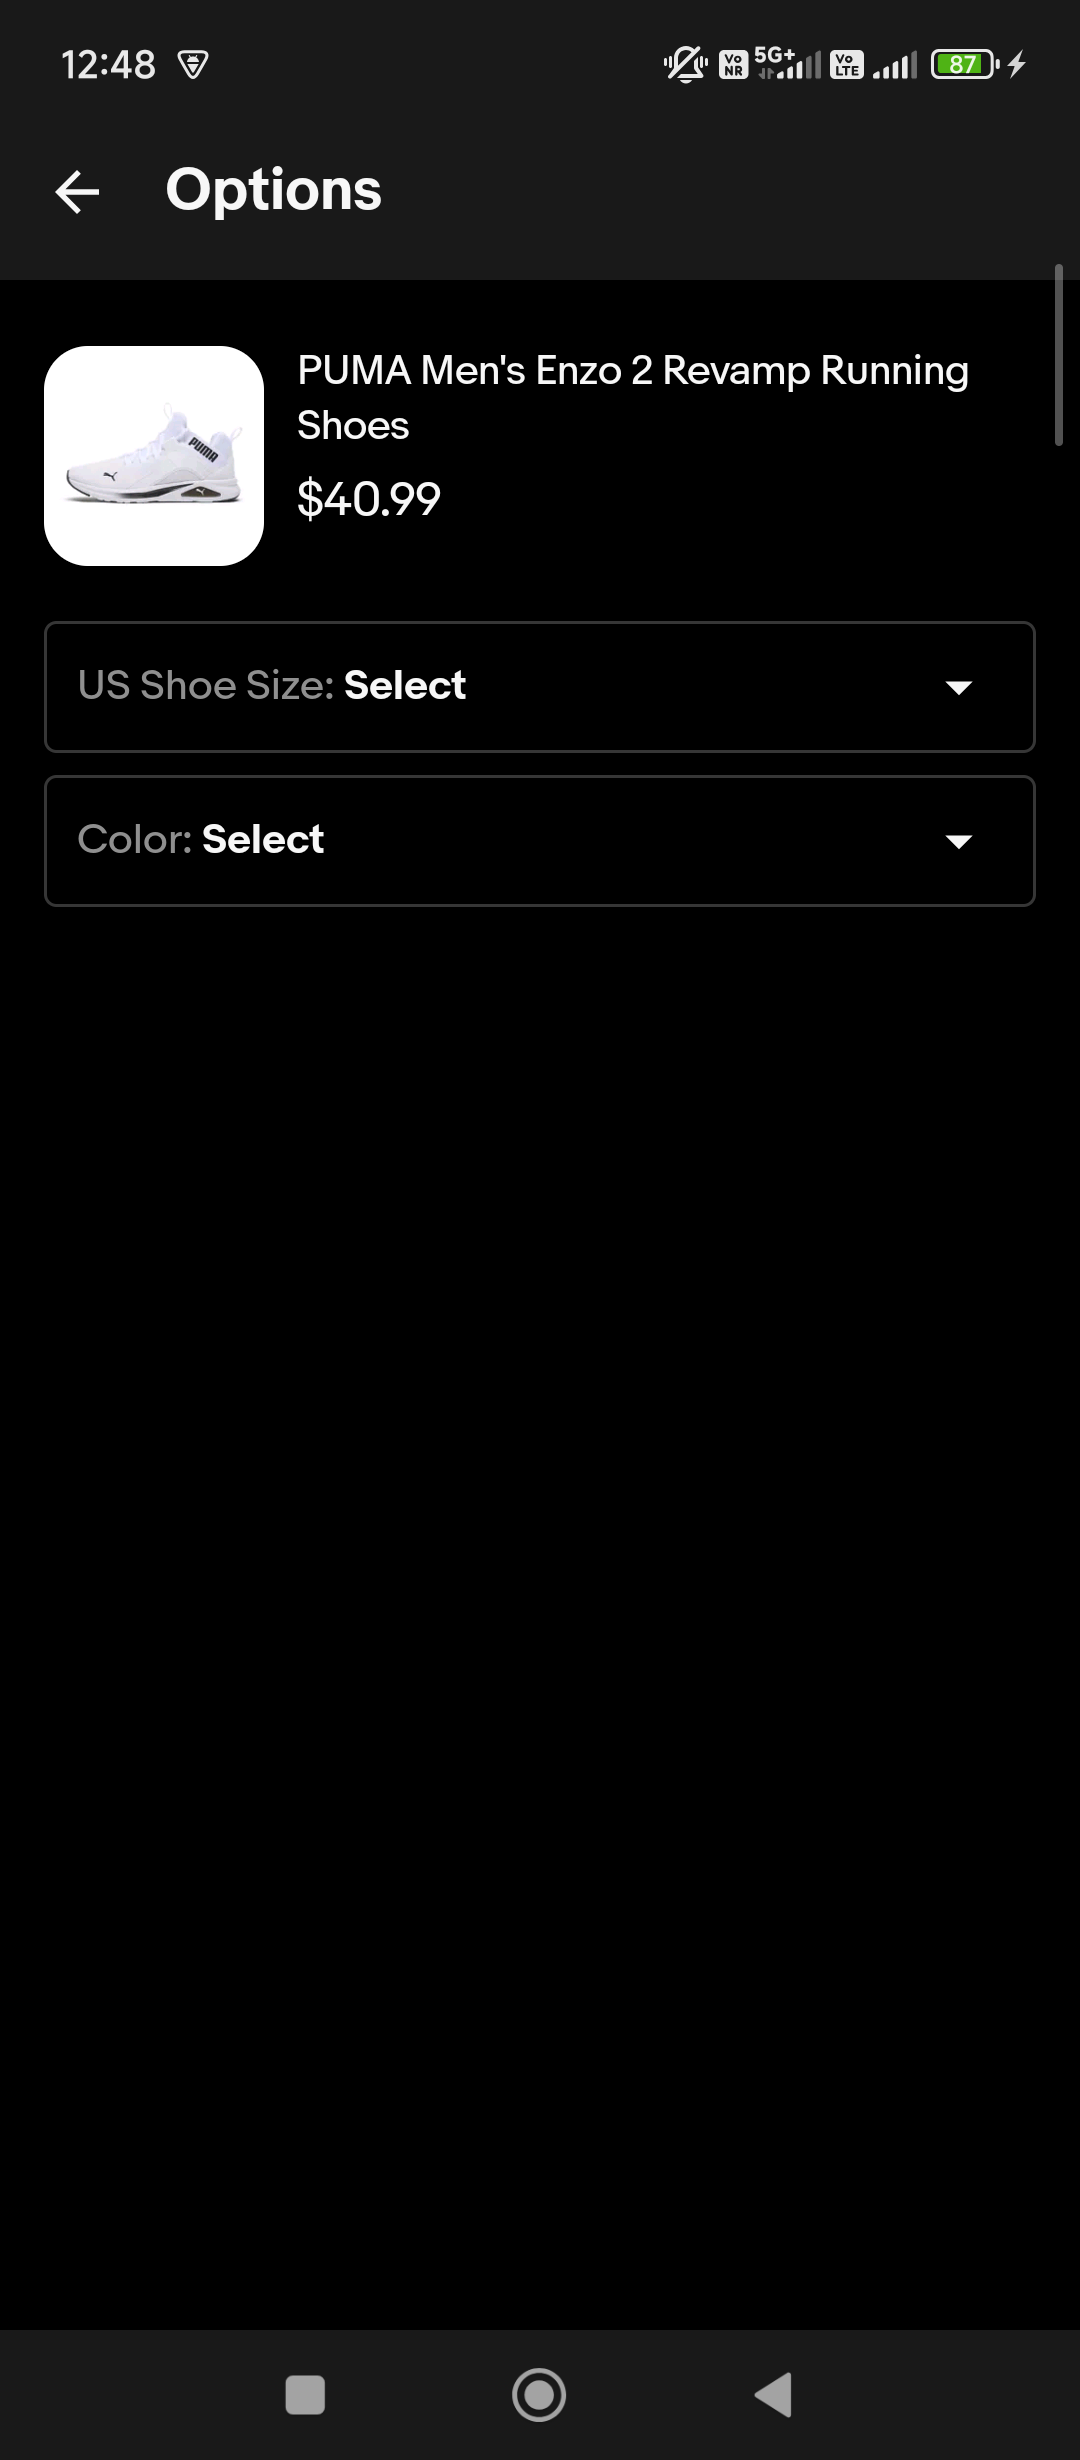 12:48
Vo
NR
5G+
Vo
LTE
87
Options
PUMA Men's Enzo 2 Revamp Running
Shoes
$40.99
PUMA
US Shoe Size: Select
Color: Select